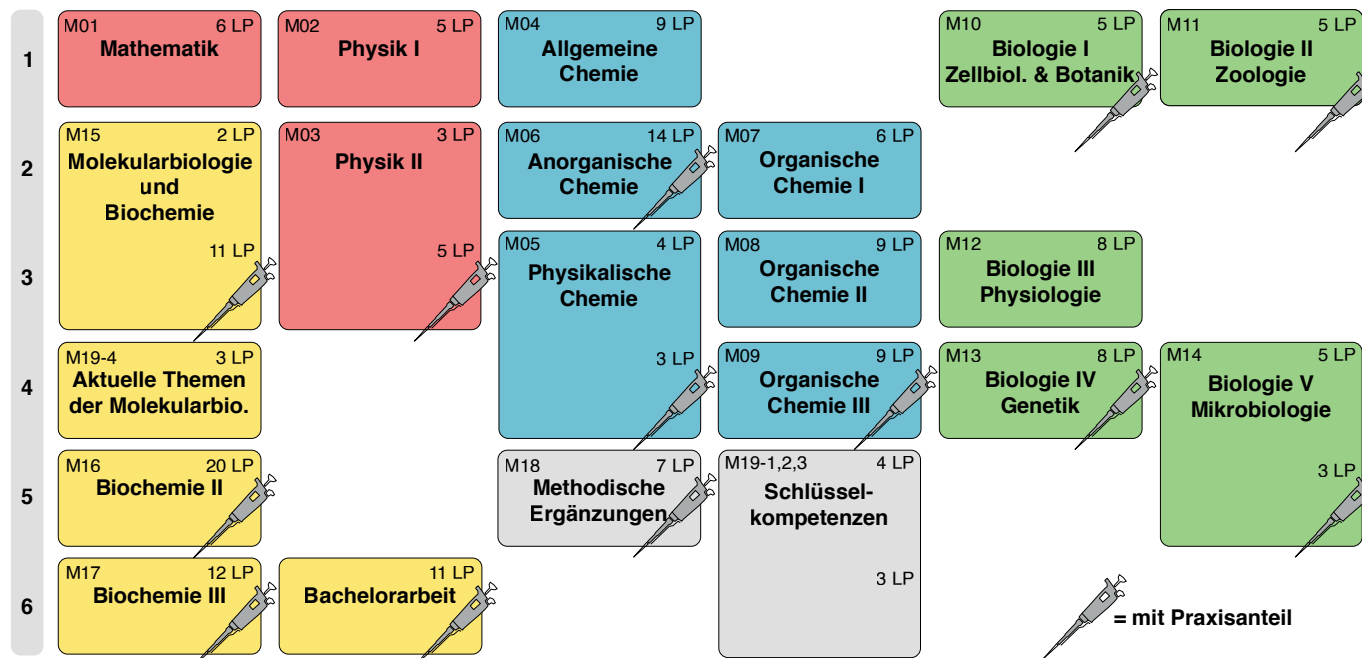 1
M01 6 LP
Mathematik
M02 5 LP
Physik I
M04 9 LP
Allgemeine
Chemie
M10 5 LP
Biologie I
Zellbiol. & Botanik
M11 5 LP
Biologie II
Zoologie
2
M15 2 LP
Molekularbiologie
und
Biochemie
11 LP
M03 3 LP
Physik II
5 LP
M06 14 LP
Anorganische
Chemie
M07 6 LP
Organische
Chemie I
3
M05 4 LP
Physikalische
Chemie
3 LP
M08 9 LP
Organische
Chemie II
M12 8 LP
Biologie III
Physiologie
4
M19-4 3 LP
Aktuelle Themen
der Molekularbio.
M09 9 LP
Organische
Chemie III
M13 8 LP
Biologie IV
Genetik
M14 5 LP
Biologie V
Mikrobiologie
3 LP
5
M16 20 LP
Biochemie II
M18 7 LP
Methodische
Ergänzungen
M19-1,2,3 4 LP
Schlüssel-
kompetenzen
3 LP
6
M17 12 LP
Biochemie III
11 LP
Bachelorarbeit
= mit Praxisanteil